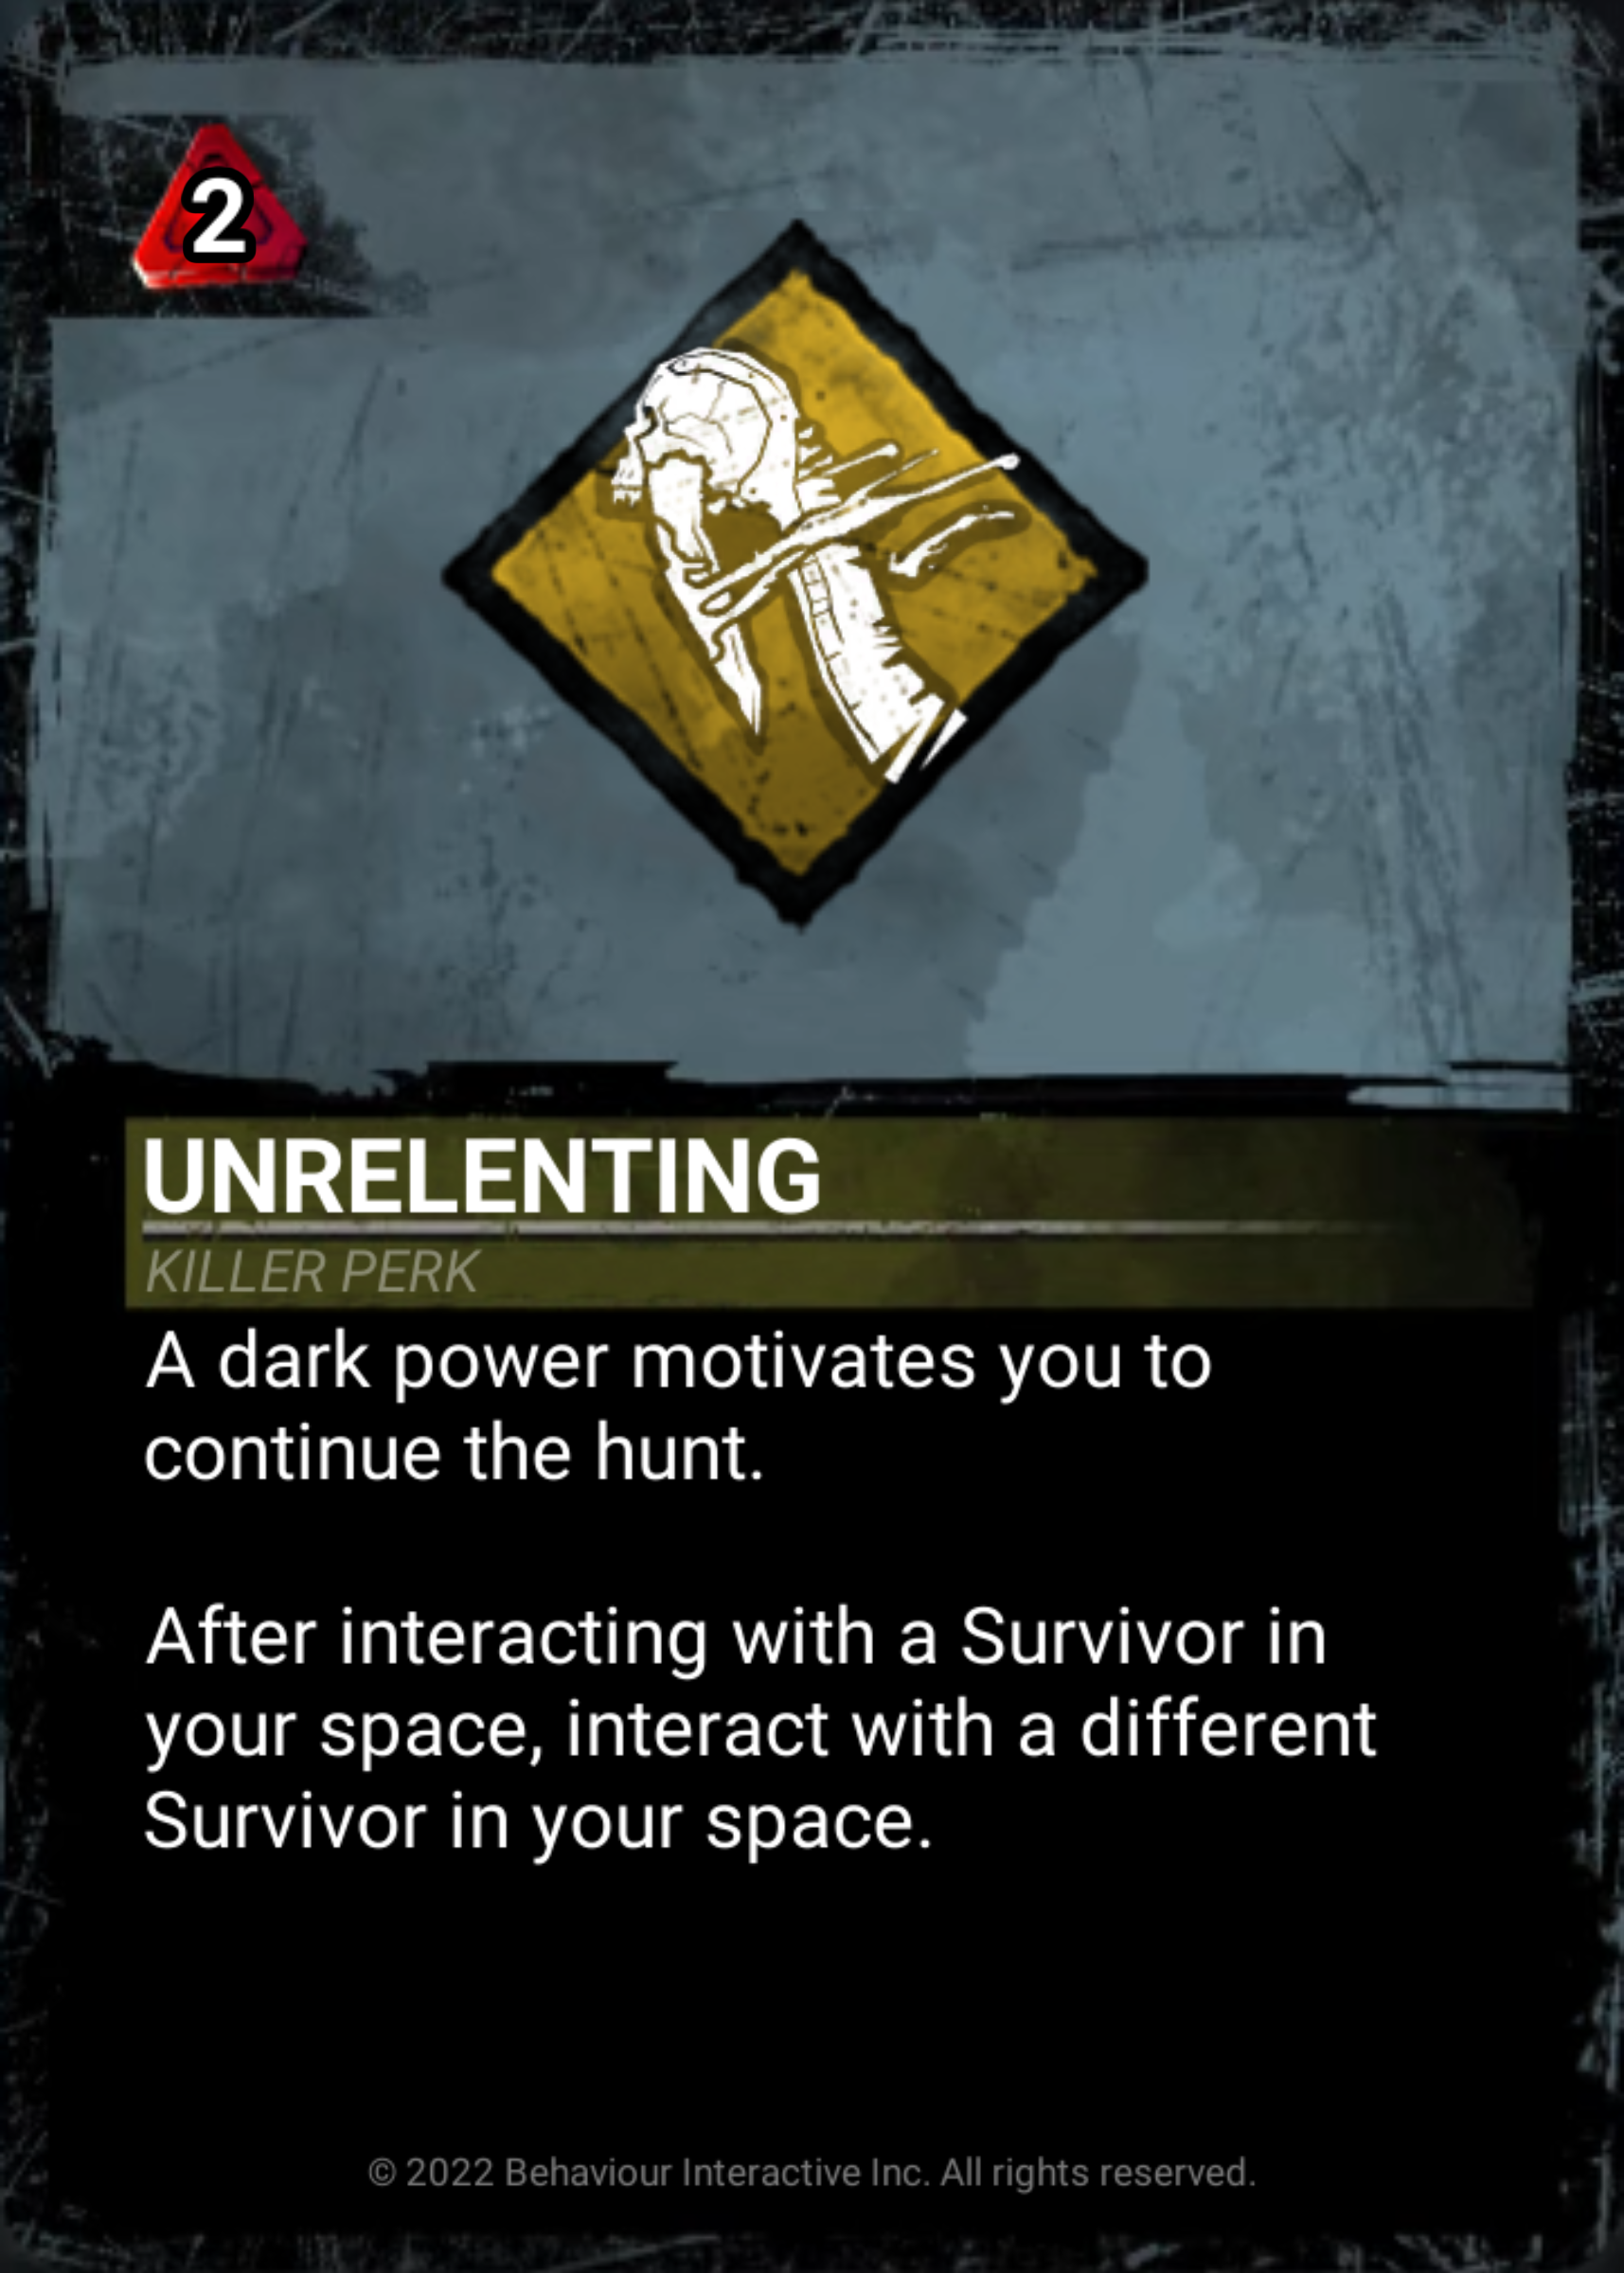 2
UNRELENTING
KILLER PERK
A dark power motivates you to
continue the hunt.
After interacting with a Survivor in
your space, interact with a different
Survivor in your space.
© 2022 Behaviour Interactive Inc. All rights reserved.